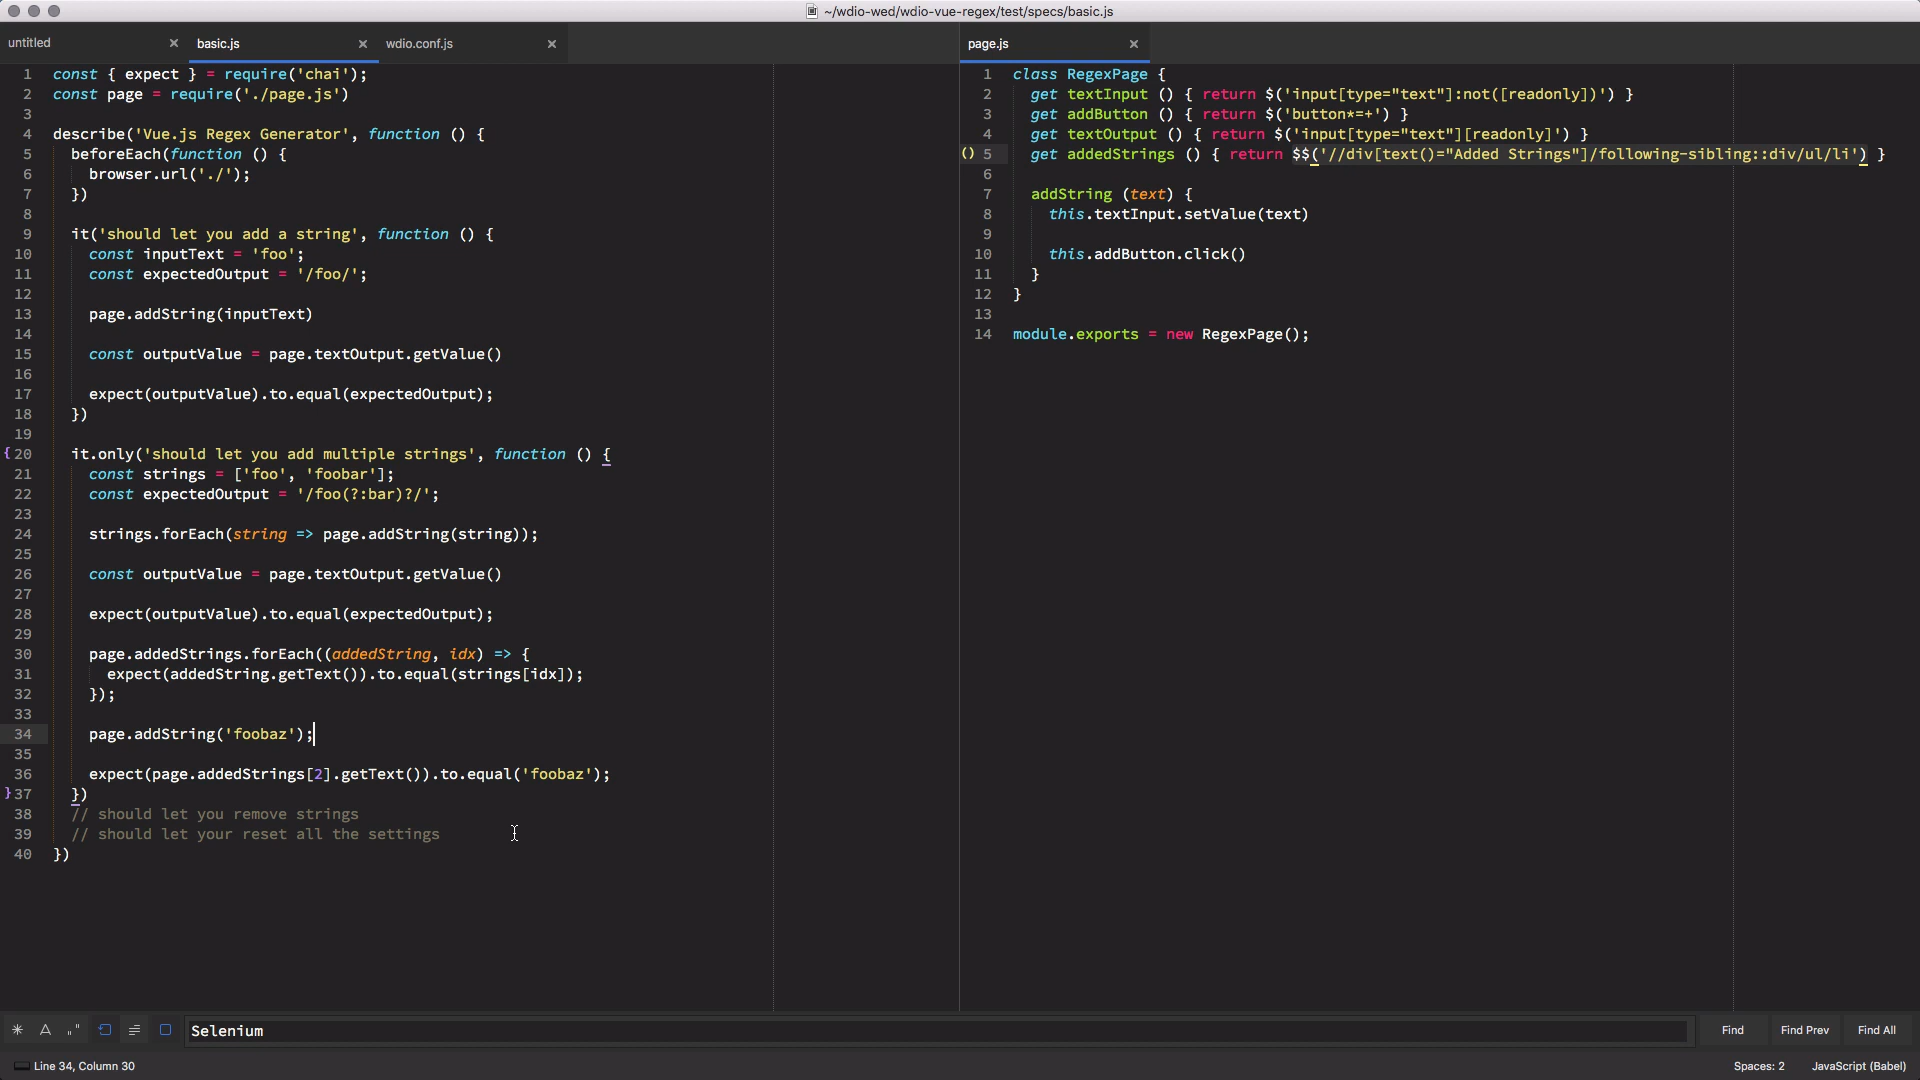 ~/wdio-wed/wdio-vue-regex/test/specs/basic.js
untitled
basic.js
wdio.conf.js
1 const { expect } = require('chai');
2 const page = require('./page.js')
3
4 describe('Vue.js Regex Generator', function () {
5 beforeEach(function () {
6 browser.url('./');
7 })
8
9 it('should let you add a string', function () {
10 const inputText = 'foo';
11 const expectedOutput = '/foo/';
12
13 page.addString(inputText)
14
15 const outputValue = page.textOutput.getValue()
16
17 expect(outputValue).to.equal(expectedOutput);
18 })
19
20 it.only('should let you add multiple strings', function () {
21 const strings = ['foo', 'foobar'];
22 const expectedOutput = '/foo(?:bar)?/';
23
24 strings.forEach(string => page.addString(string));
25
26 const outputValue = page.textOutput.getValue()
27
28 expect(outputValue).to.equal(expectedOutput);
29
30 page.addedStrings.forEach((addedString, idx) => {
31 expect(addedString.getText()).to.equal(strings[idx]);
32 });
33
34 page.addString('foobaz');
35
36 expect(page.addedStrings[2].getText()).to.equal('foobaz');
37 })
38 // should let you remove strings
39 // should let your reset all the settings
40 })
page.js
1 class RegexPage {
2 get textInput () { return $('input[type="text"]:not([readonly])') }
3 get addButton () { return $('button*=+') }
4 get textOutput () { return $('input[type="text"][readonly]') }
() 5 get addedStrings () { return $$('//div[text()="Added Strings"]/following-sibling::div/ul/li') }
6
7 addString (text) {
8 this.textInput.setValue(text)
9
10 this.addButton.click()
11 }
12 }
13
14 module.exports = new RegexPage();
Selenium
Find
Find Prev
Find All
Line 34, Column 30
Spaces: 2
JavaScript (Babel)